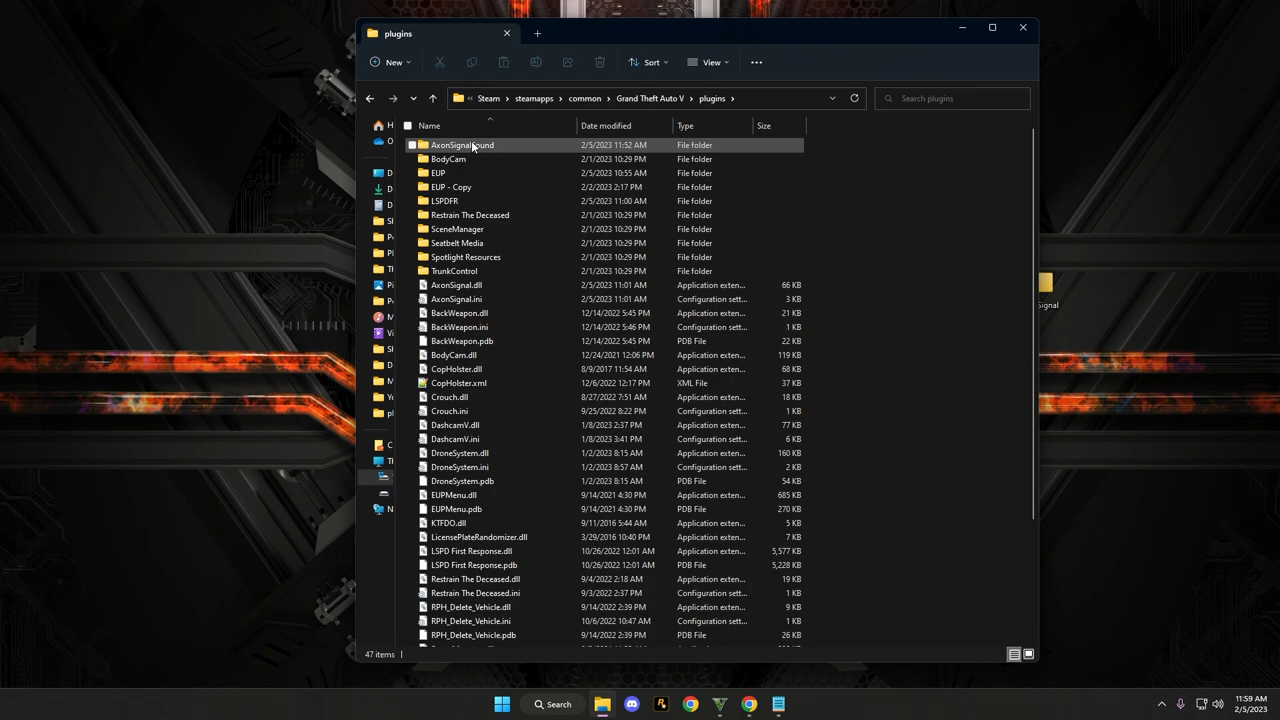 plugins
New
Sort
View
Steam
steamapps
common
Grand Theft Auto V
plugins
Search plugins
Name Date modified Type Size
AxonSignalSound 2/5/2023 11:52 AM File folder
BodyCam 2/1/2023 10:29 PM File folder
EUP 2/5/2023 10:55 AM File folder
EUP - Copy 2/2/2023 2:17 PM File folder
LSPDFR 2/5/2023 11:00 AM File folder
Restrain The Deceased 2/1/2023 10:29 PM File folder
SceneManager 2/1/2023 10:29 PM File folder
Seatbelt Media 2/1/2023 10:29 PM File folder
Spotlight Resources 2/1/2023 10:29 PM File folder
TrunkControl 2/1/2023 10:29 PM File folder
AxonSignal.dll 2/5/2023 11:01 AM Application exten... 66 KB
AxonSignal.ini 2/5/2023 11:01 AM Configuration sett... 3 KB
BackWeapon.dll 12/14/2022 5:45 PM Application exten... 21 KB
BackWeapon.ini 12/14/2022 5:46 PM Configuration sett... 1 KB
BackWeapon.pdb 12/14/2022 5:45 PM PDB File 22 KB
BodyCam.dll 12/24/2021 12:06 PM Application exten... 119 KB
CopHolster.dll 8/9/2017 11:54 AM Application exten... 68 KB
CopHolster.xml 12/6/2022 12:17 PM XML File 37 KB
Crouch.dll 8/27/2022 7:51 AM Application exten... 18 KB
Crouch.ini 9/25/2022 8:22 PM Configuration sett... 1 KB
DashcamV.dll 1/8/2023 2:37 PM Application exten... 77 KB
DashcamV.ini 1/8/2023 3:41 PM Configuration sett... 6 KB
DroneSystem.dll 1/2/2023 8:15 AM Application exten... 160 KB
DroneSystem.ini 1/2/2023 8:57 AM Configuration sett... 2 KB
DroneSystem.pdb 1/2/2023 8:15 AM PDB File 54 KB
EUPMenu.dll 9/14/2021 4:30 PM Application exten... 685 KB
EUPMenu.pdb 9/14/2021 4:30 PM PDB File 270 KB
KTFDO.dll 9/11/2016 5:44 AM Application exten... 5 KB
LicensePlateRandomizer.dll 3/29/2016 10:40 PM Application exten... 7 KB
LSPD First Response.dll 10/26/2022 12:01 AM Application exten... 5,577 KB
LSPD First Response.pdb 10/26/2022 12:01 AM PDB File 5,228 KB
Restrain The Deceased.dll 9/4/2022 2:18 AM Application exten... 19 KB
Restrain The Deceased.ini 9/3/2022 2:37 PM Configuration sett... 1 KB
RPH_Delete_Vehicle.dll 9/14/2022 2:39 PM Application exten... 9 KB
RPH_Delete_Vehicle.ini 10/6/2022 10:47 AM Configuration sett... 1 KB
RPH_Delete_Vehicle.pdb 9/14/2022 2:39 PM PDB File 26 KB
47 items
Signal
Search
11:59 AM
2/5/2023